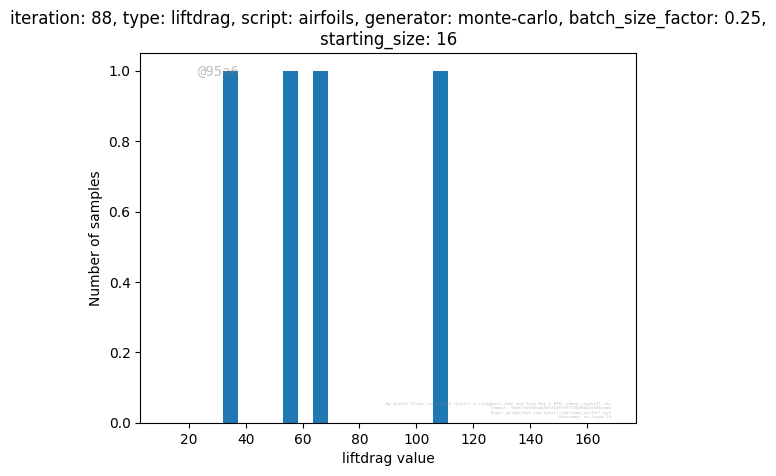 iteration: 88, type: liftdrag, script: airfoils, generator: monte-carlo, batch_size_factor: 0.25,
starting_size: 16
@95a6
1.0
0.8
0.6
0.4
0.2
0.0
Number of samples
20 40 60 80 100 120 140 160
liftdrag value